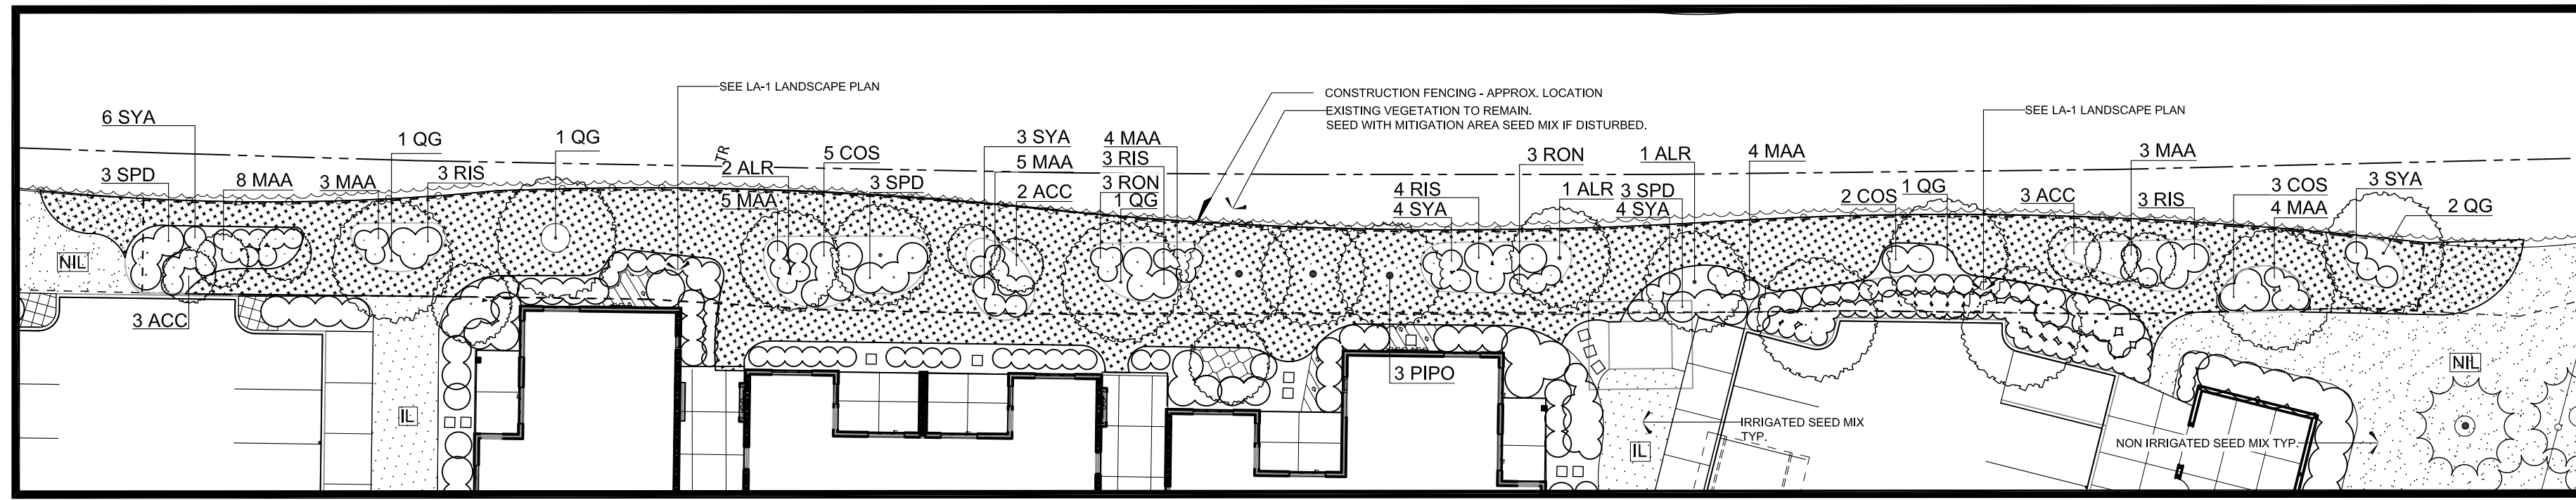 SEE LA-1 LANDSCAPE PLAN
CONSTRUCTION FENCING - APPROX. LOCATION
EXISTING VEGETATION TO REMAIN.
SEED WITH MITIGATION AREA SEED MIX IF DISTURBED.
SEE LA-1 LANDSCAPE PLAN
6 SYA
1 QG
1 QG
TR
3 SPD
8 MAA
3 MAA
3 RIS
2 ALR
5 COS
5 MAA
3 SPD
3 SYA
5 MAA
2 ACC
4 MAA
3 RIS
3 RON
1 QG
3 RON
1 ALR
4 MAA
4 RIS
4 SYA
1 ALR
3 SPD
4 SYA
2 COS
1 QG
3 MAA
3 ACC
3 RIS
3 COS
4 MAA
3 SYA
2 QG
NIL
3 ACC
3 PIPO
NIL
IL
IL
IRRIGATED SEED MIX
TYP.
NON IRRIGATED SEED MIX TYP.